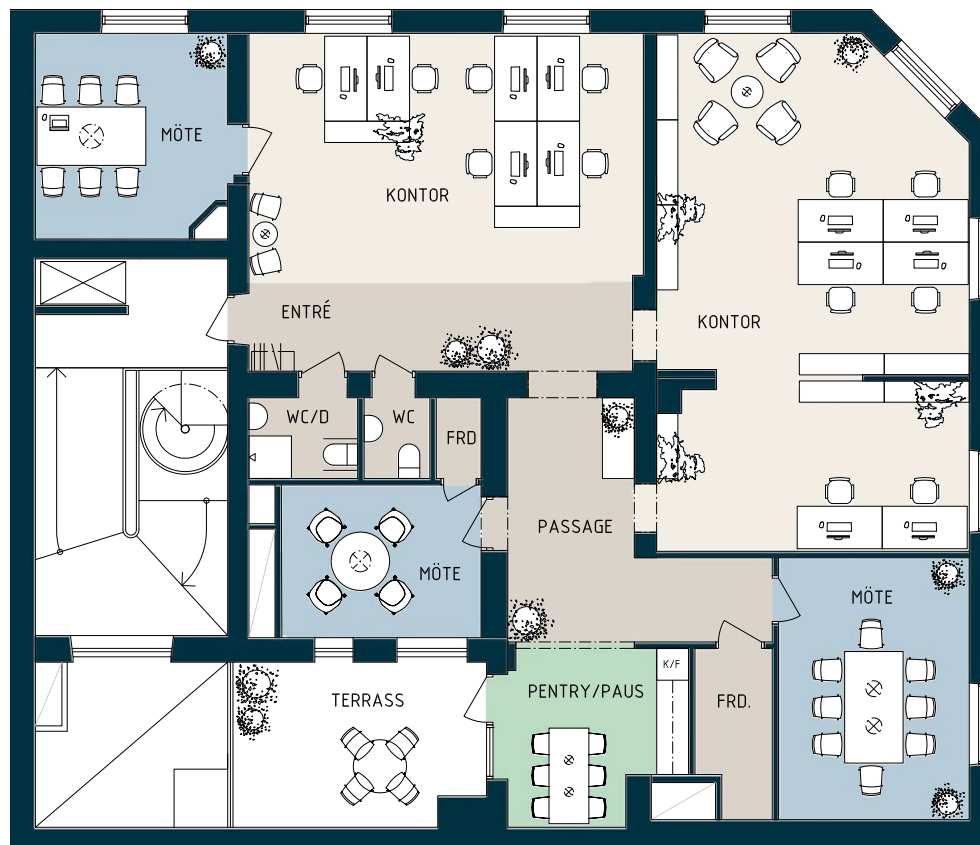 MÖTE
KONTOR
ENTRÉ
KONTOR
WC/D
WC
FRD
PASSAGE
MÖTE
MÖTE
K/F
PENTRY/PAUS
TERRASS
FRD.